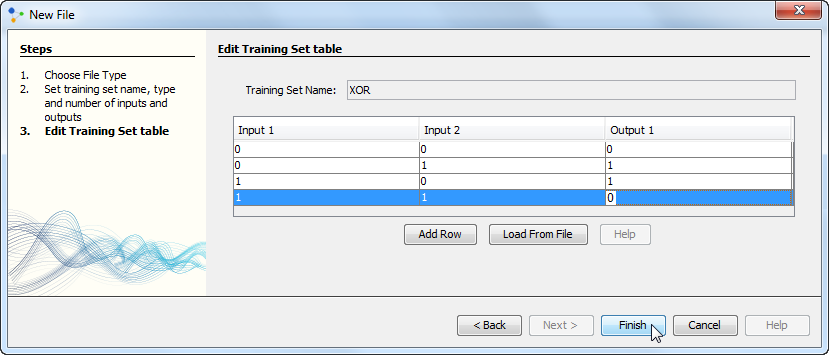 New File
Steps
1. Choose File Type
2. Set training set name, type
and number of inputs and
outputs
3. Edit Training Set table
Edit Training Set table
Training Set Name: XOR
Input 1 Input 2 Output 1
0 0 0
0 1 1
1 0 1
1 1 0
Add Row Load From File Help
< Back Next > Finish Cancel Help